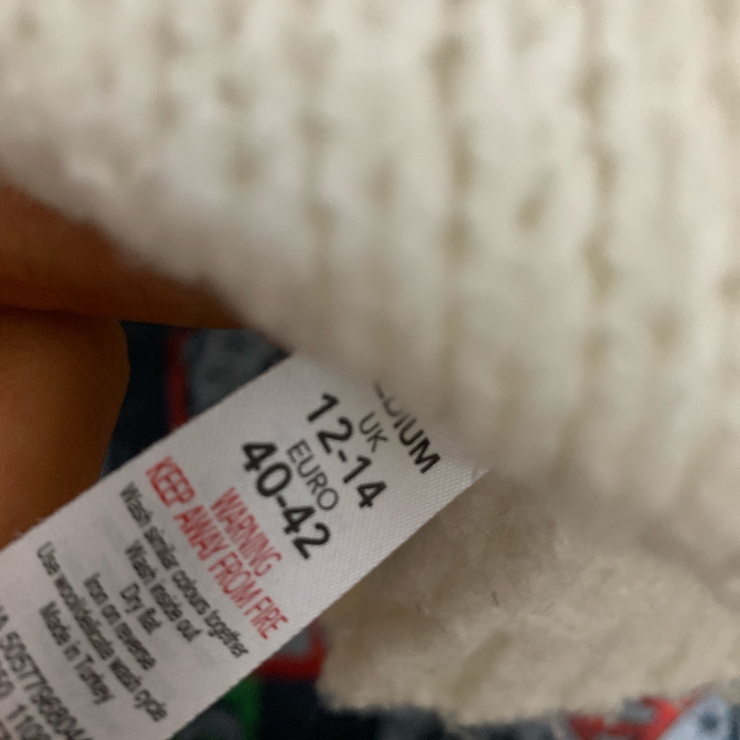 UK
12-14
EURO
40-42
WARNING
KEEP AWAY FROM FIRE
Wash similar colours together
Wash inside out
Dry flat
Iron on reverse
Use wool/delicate wash cycle
Made in Turkey